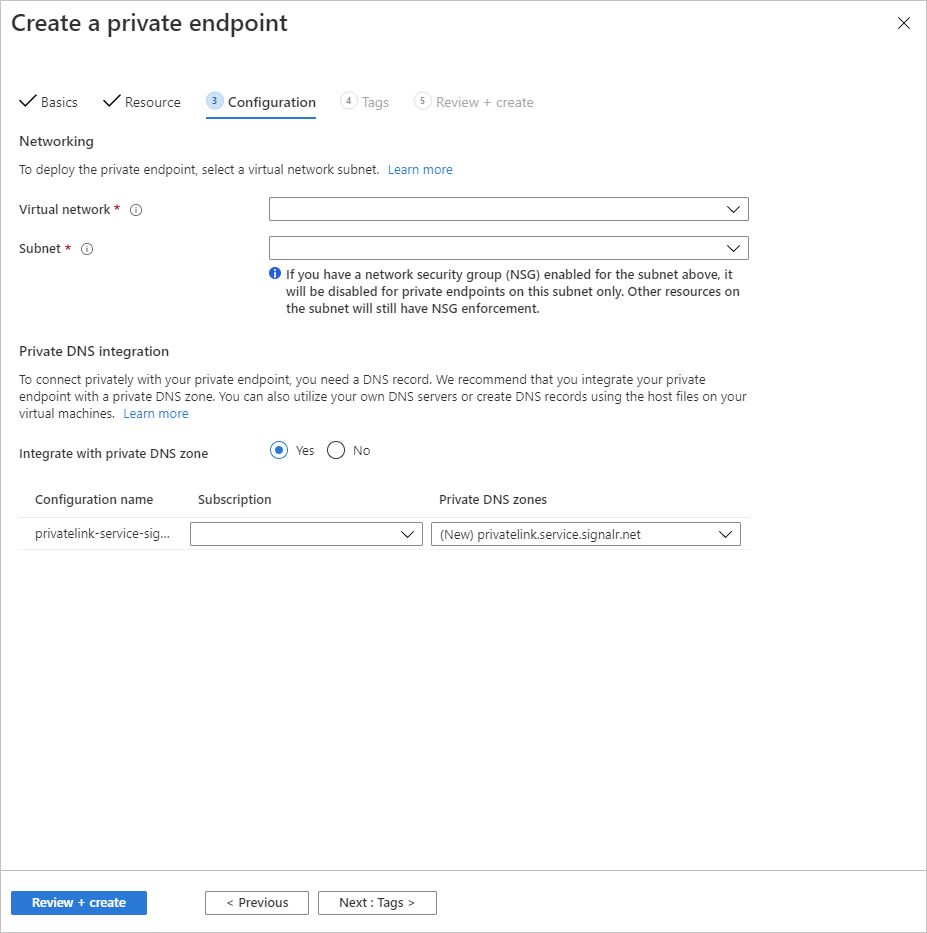 Create a private endpoint
Basics
Resource
3 Configuration
4 Tags
5 Review + create
Networking
To deploy the private endpoint, select a virtual network subnet. Learn more
Virtual network *
Subnet *
If you have a network security group (NSG) enabled for the subnet above, it
will be disabled for private endpoints on this subnet only. Other resources on
the subnet will still have NSG enforcement.
Private DNS integration
To connect privately with your private endpoint, you need a DNS record. We recommend that you integrate your private
endpoint with a private DNS zone. You can also utilize your own DNS servers or create DNS records using the host files on your
virtual machines. Learn more
Integrate with private DNS zone
Yes
No
Configuration name
Subscription
Private DNS zones
privatelink-service-sig...
(New) privatelink.service.signalr.net
Review + create
< Previous
Next : Tags >